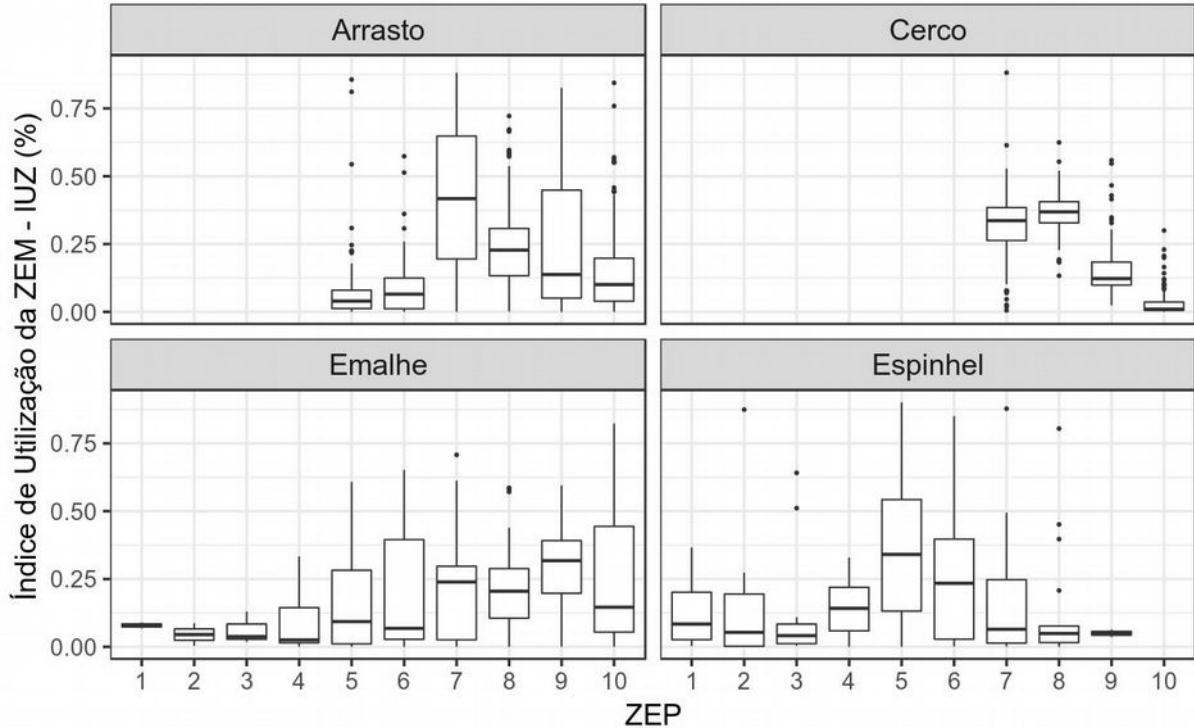 Arrasto
Cerco
Índice de Utilização da ZEM - IUZ (%)
0.75
0.50
0.25
0.00
Emalhe
Espinhel
0.75
0.50
0.25
0.00
1 2 3 4 5 6 7 8 9 10
1 2 3 4 5 6 7 8 9 10
ZEP